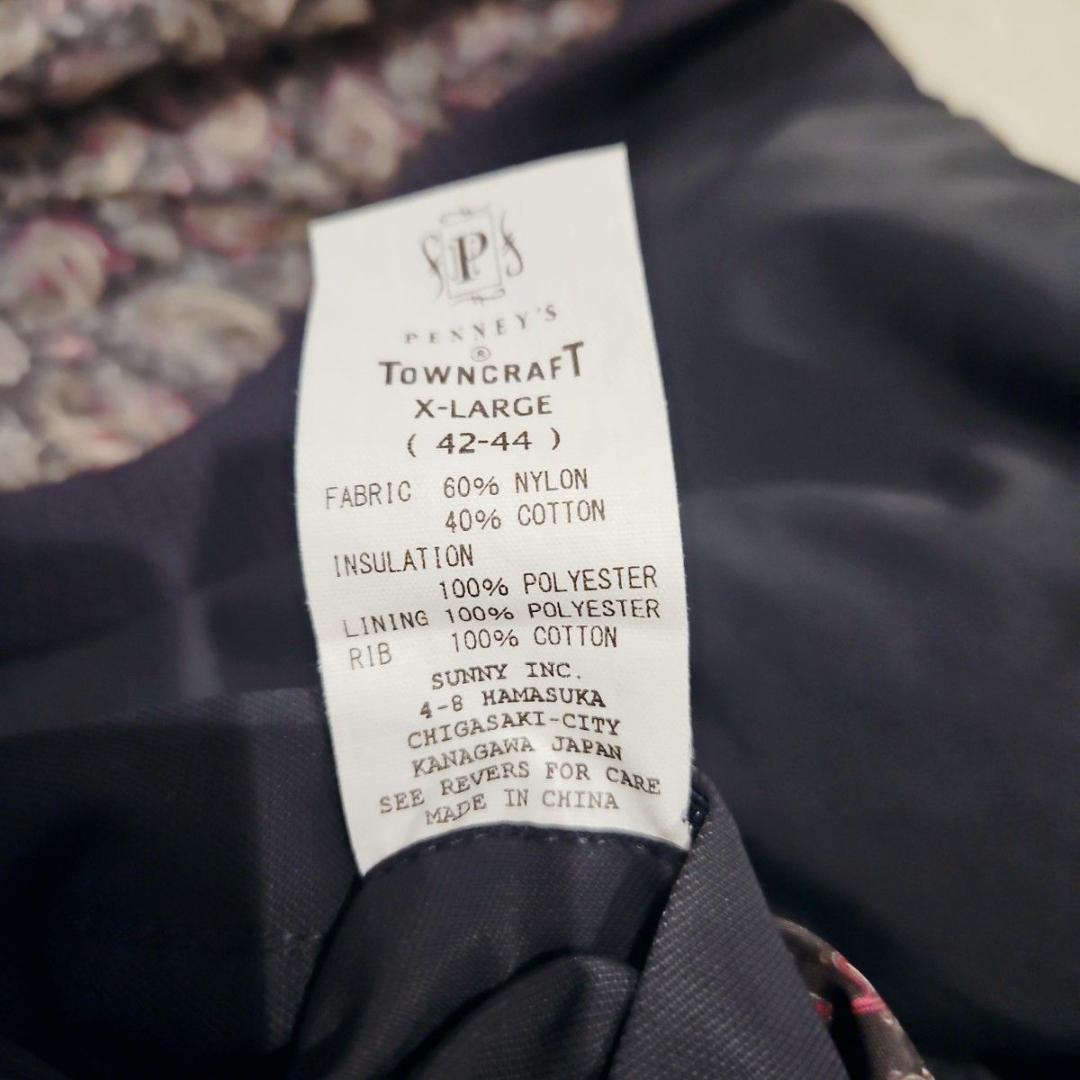 P
PENNEY'S
®
TOWNCRAFT
X-LARGE
( 42-44 )
FABRIC 60% NYLON
40% COTTON
INSULATION
100% POLYESTER
LINING 100% POLYESTER
RIB 100% COTTON
SUNNY INC.
4-8 HAMASUKA
CHIGASAKI-CITY
KANAGAWA JAPAN
SEE REVERS FOR CARE
MADE IN CHINA